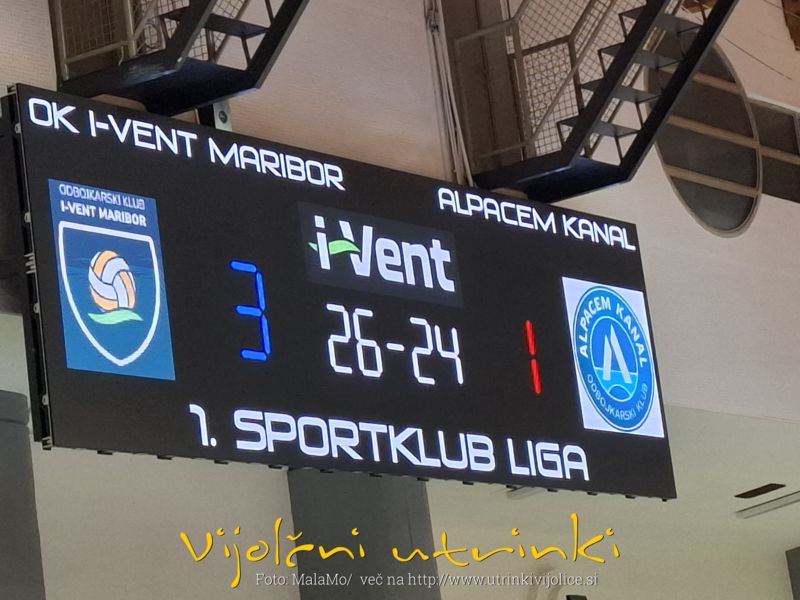 OK I-VENT MARIBOR
ALPACEM KANAL
ODBOJKARSKI KLUB
I-VENT MARIBOR
i-Vent
3
26-24
1
ALPACEM KANAL
ODBOJKARSKI KLUB
1. SPORTKLUB LIGA
Vijolični utrinki
Foto: MalaMo/ več na http://www.utrinkivijolice.si